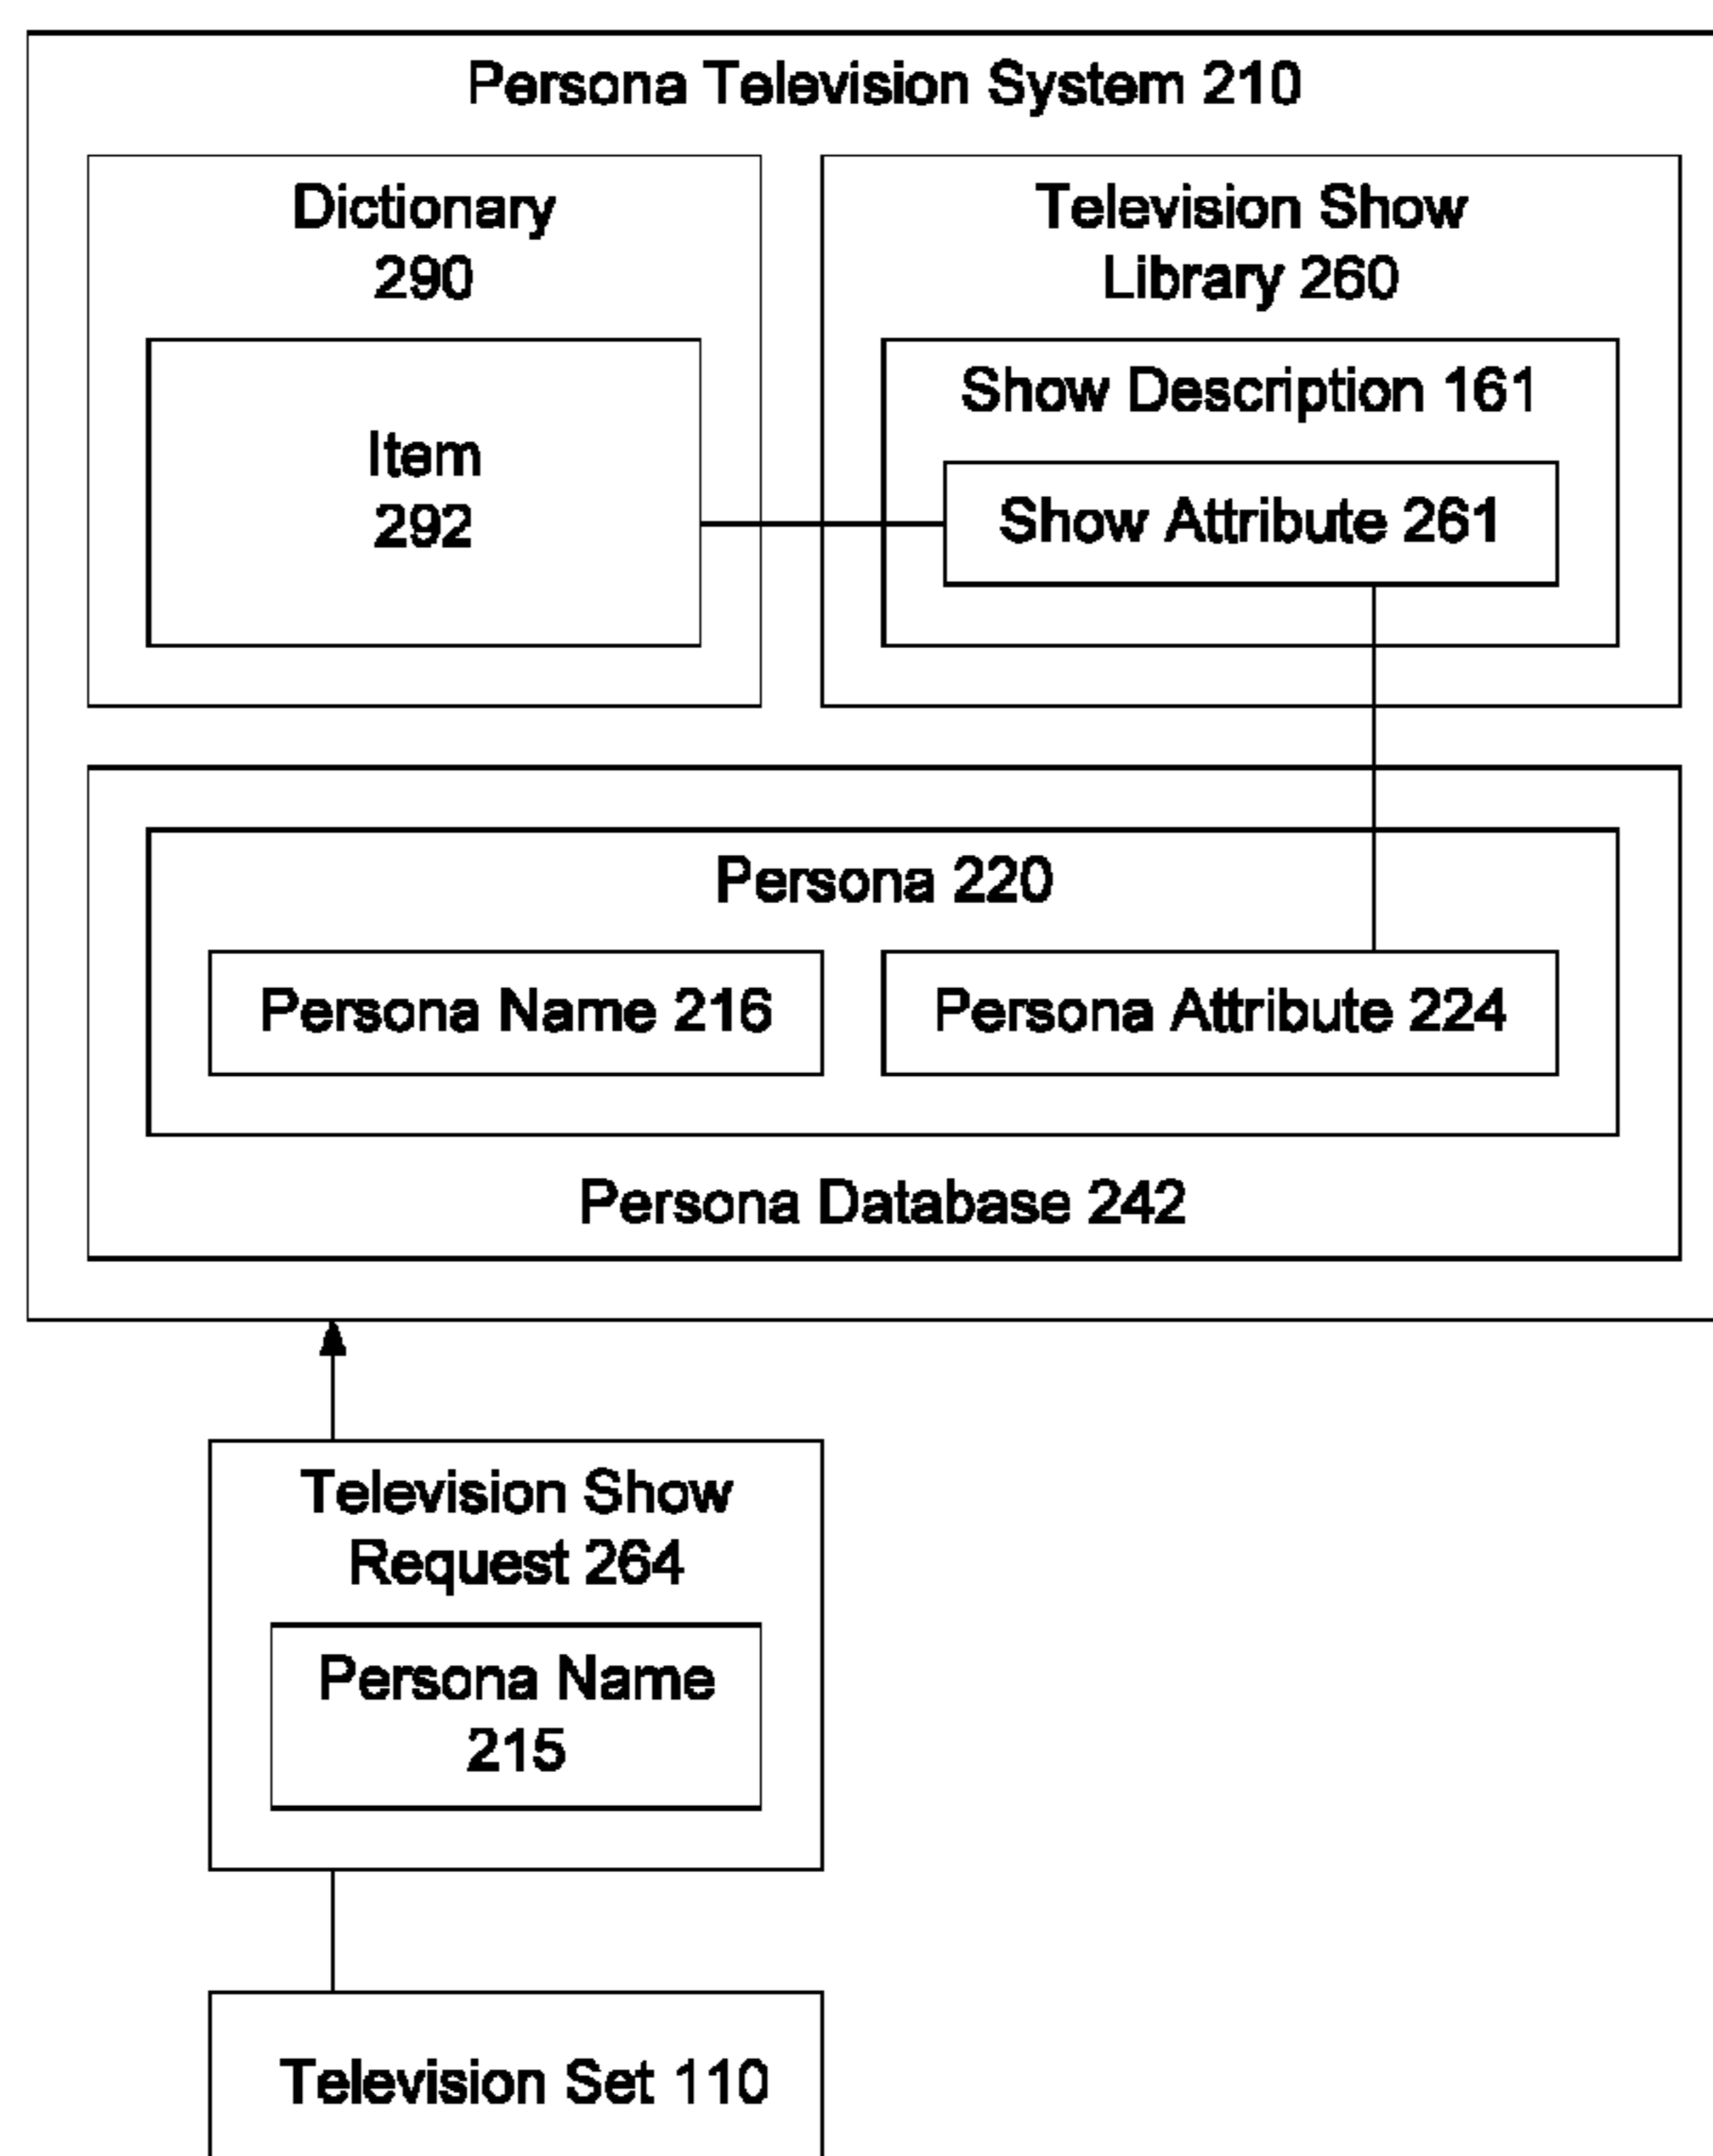 Persona Television System 210
Dictionary
290
Television Show
Library 260
Item
292
Show Description 161
Show Attribute 261
Persona 220
Persona Name 216
Persona Attribute 224
Persona Database 242
Television Show
Request 264
Persona Name
215
Television Set 110